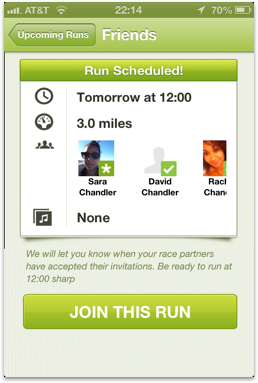 AT&T 22:14 70%
Upcoming Runs Friends
Run Scheduled!
Tomorrow at 12:00
3.0 miles
Sara David Rach
Chandler Chandler Chan
None
We will let you know when your race partners
have accepted their invitations. Be ready to run at
12:00 sharp
JOIN THIS RUN